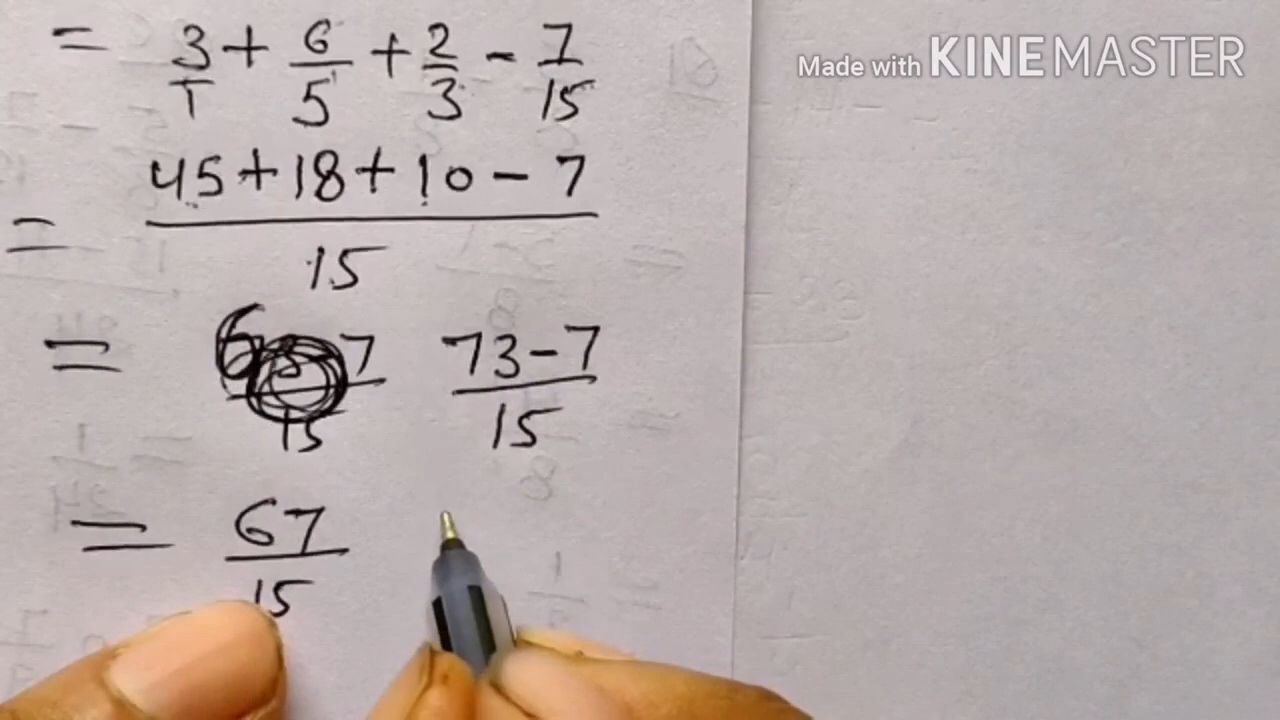 Made with KINEMASTER
= 3/1 + 6/5 + 2/3 - 7/15
= 45+18+10-7/15
= 73-7/15
= 67/15